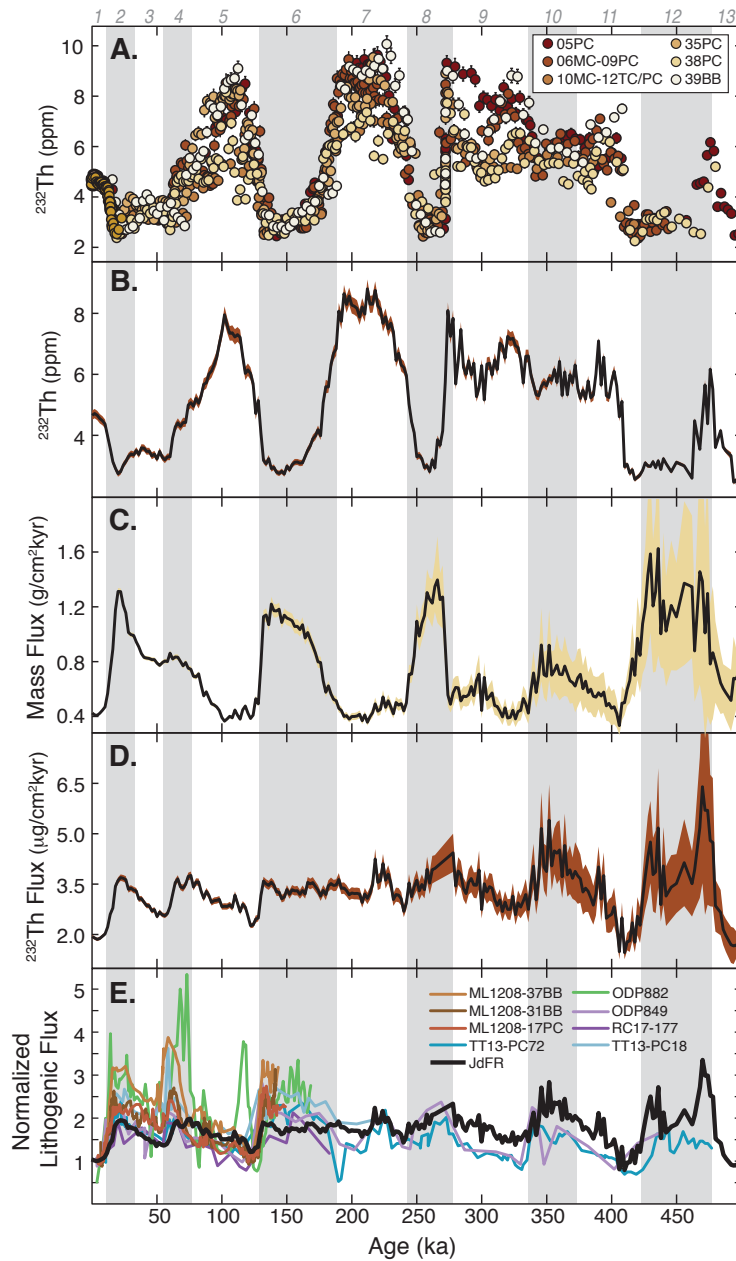 1 2 3 4 5 6 7 8 9 10 11 12 13
A.
05PC 35PC
06MC-09PC 38PC
10MC-12TC/PC 39BB
10
8
6
4
2
²³²Th (ppm)
B.
8
6
4
²³²Th (ppm)
C.
1.6
1.2
0.8
0.4
Mass Flux (g/cm²kyr)
D.
6.5
5.0
3.5
2.0
²³²Th Flux (μg/cm²kyr)
E.
ML1208-37BB ODP882
ML1208-31BB ODP849
ML1208-17PC RC17-177
TT13-PC72 TT13-PC18
JdFR
5
4
3
2
1
Normalized
Lithogenic Flux
50 100 150 200 250 300 350 400 450
Age (ka)